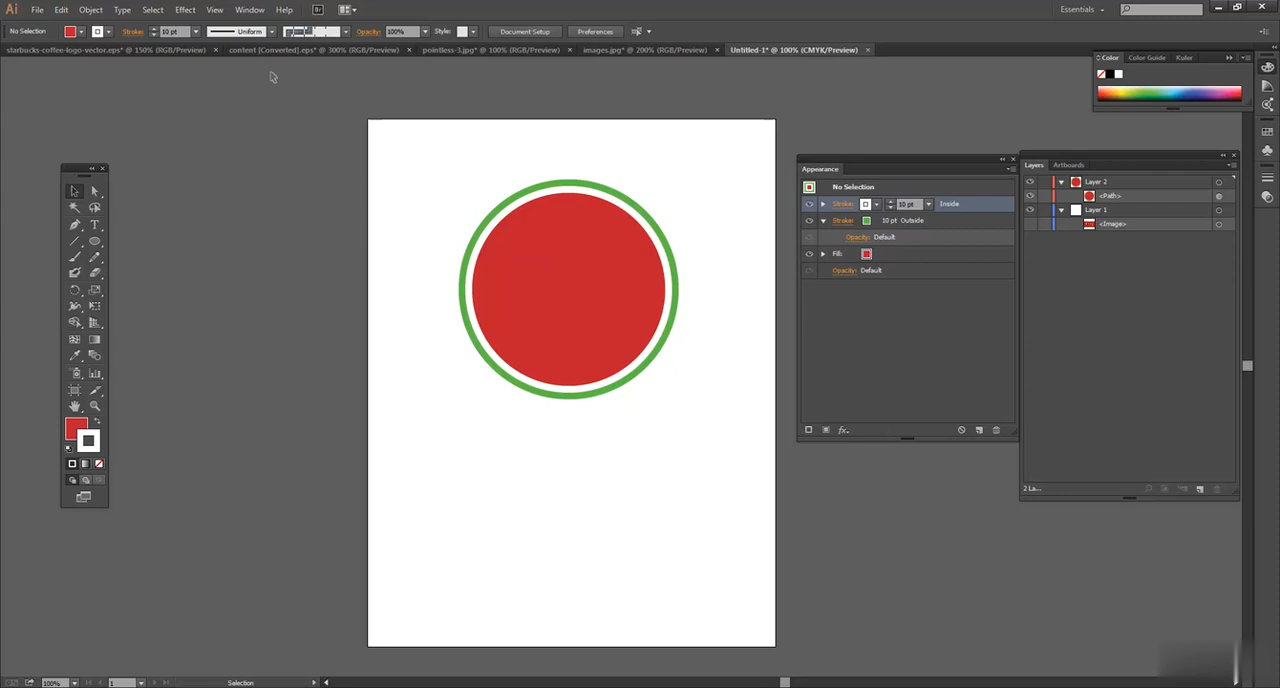 Ai File Edit Object Type Select Effect View Window Help Br Essentials
No Selection Stroke: 10 pt Uniform Opacity: 100% Style: Document Setup Preferences
starbucks-coffee-logo-vector.eps* @ 150% (RGB/Preview) × content [Converted].eps* @ 300% (RGB/Preview) × pointless-3.jpg* @ 100% (RGB/Preview) × images.jpg* @ 200% (RGB/Preview) × Untitled-1* @ 100% (CMYK/Preview) ×
Color Color Guide Kuler
Appearance
No Selection
Stroke: 10 pt Inside
Stroke: 10 pt Outside
Opacity: Default
Fill:
Opacity: Default
fx.
Layers Artboards
Layer 2
<Path>
Layer 1
<Image>
2 La...
T
100% 1 Selection